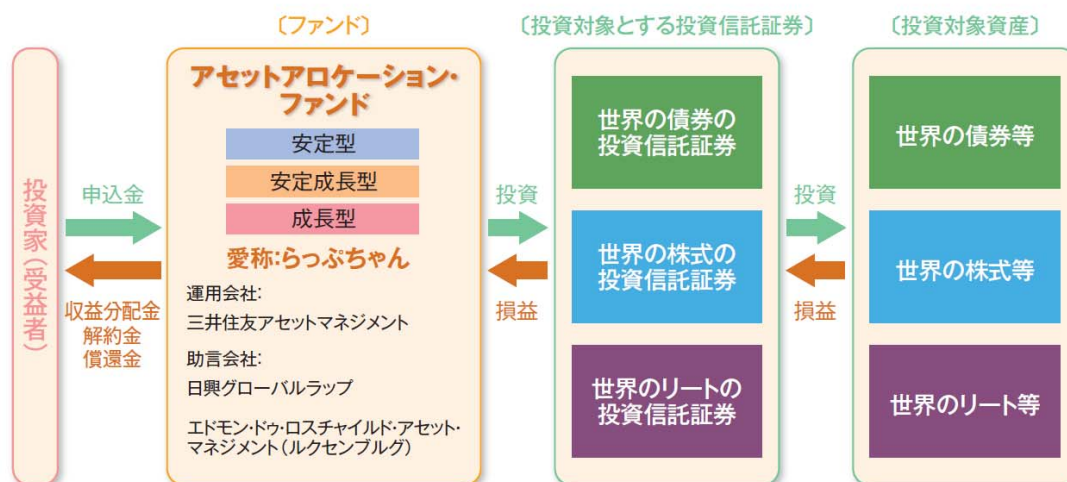 〔ファンド〕
〔投資対象とする投資信託証券〕
〔投資対象資産〕
投資家(受益者)
申込金
収益分配金
解約金
償還金
アセットアロケーション・
ファンド
安定型
安定成長型
成長型
愛称:らっぷちゃん
運用会社:
三井住友アセットマネジメント
助言会社:
日興グローバルラップ
エドモン・ドゥ・ロスチャイルド・アセット・
マネジメント(ルクセンブルグ)
投資
損益
世界の債券の
投資信託証券
世界の株式の
投資信託証券
世界のリートの
投資信託証券
投資
損益
世界の債券等
世界の株式等
世界のリート等